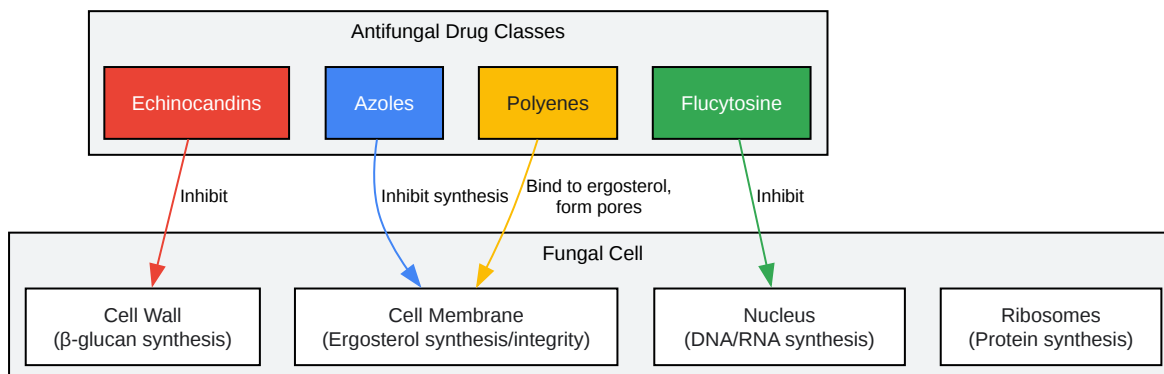 Antifungal Drug Classes
Echinocandins
Azoles
Polyenes
Flucytosine
Inhibit
Inhibit synthesis
Bind to ergosterol,
form pores
Inhibit
Fungal Cell
Cell Wall
(β-glucan synthesis)
Cell Membrane
(Ergosterol synthesis/integrity)
Nucleus
(DNA/RNA synthesis)
Ribosomes
(Protein synthesis)